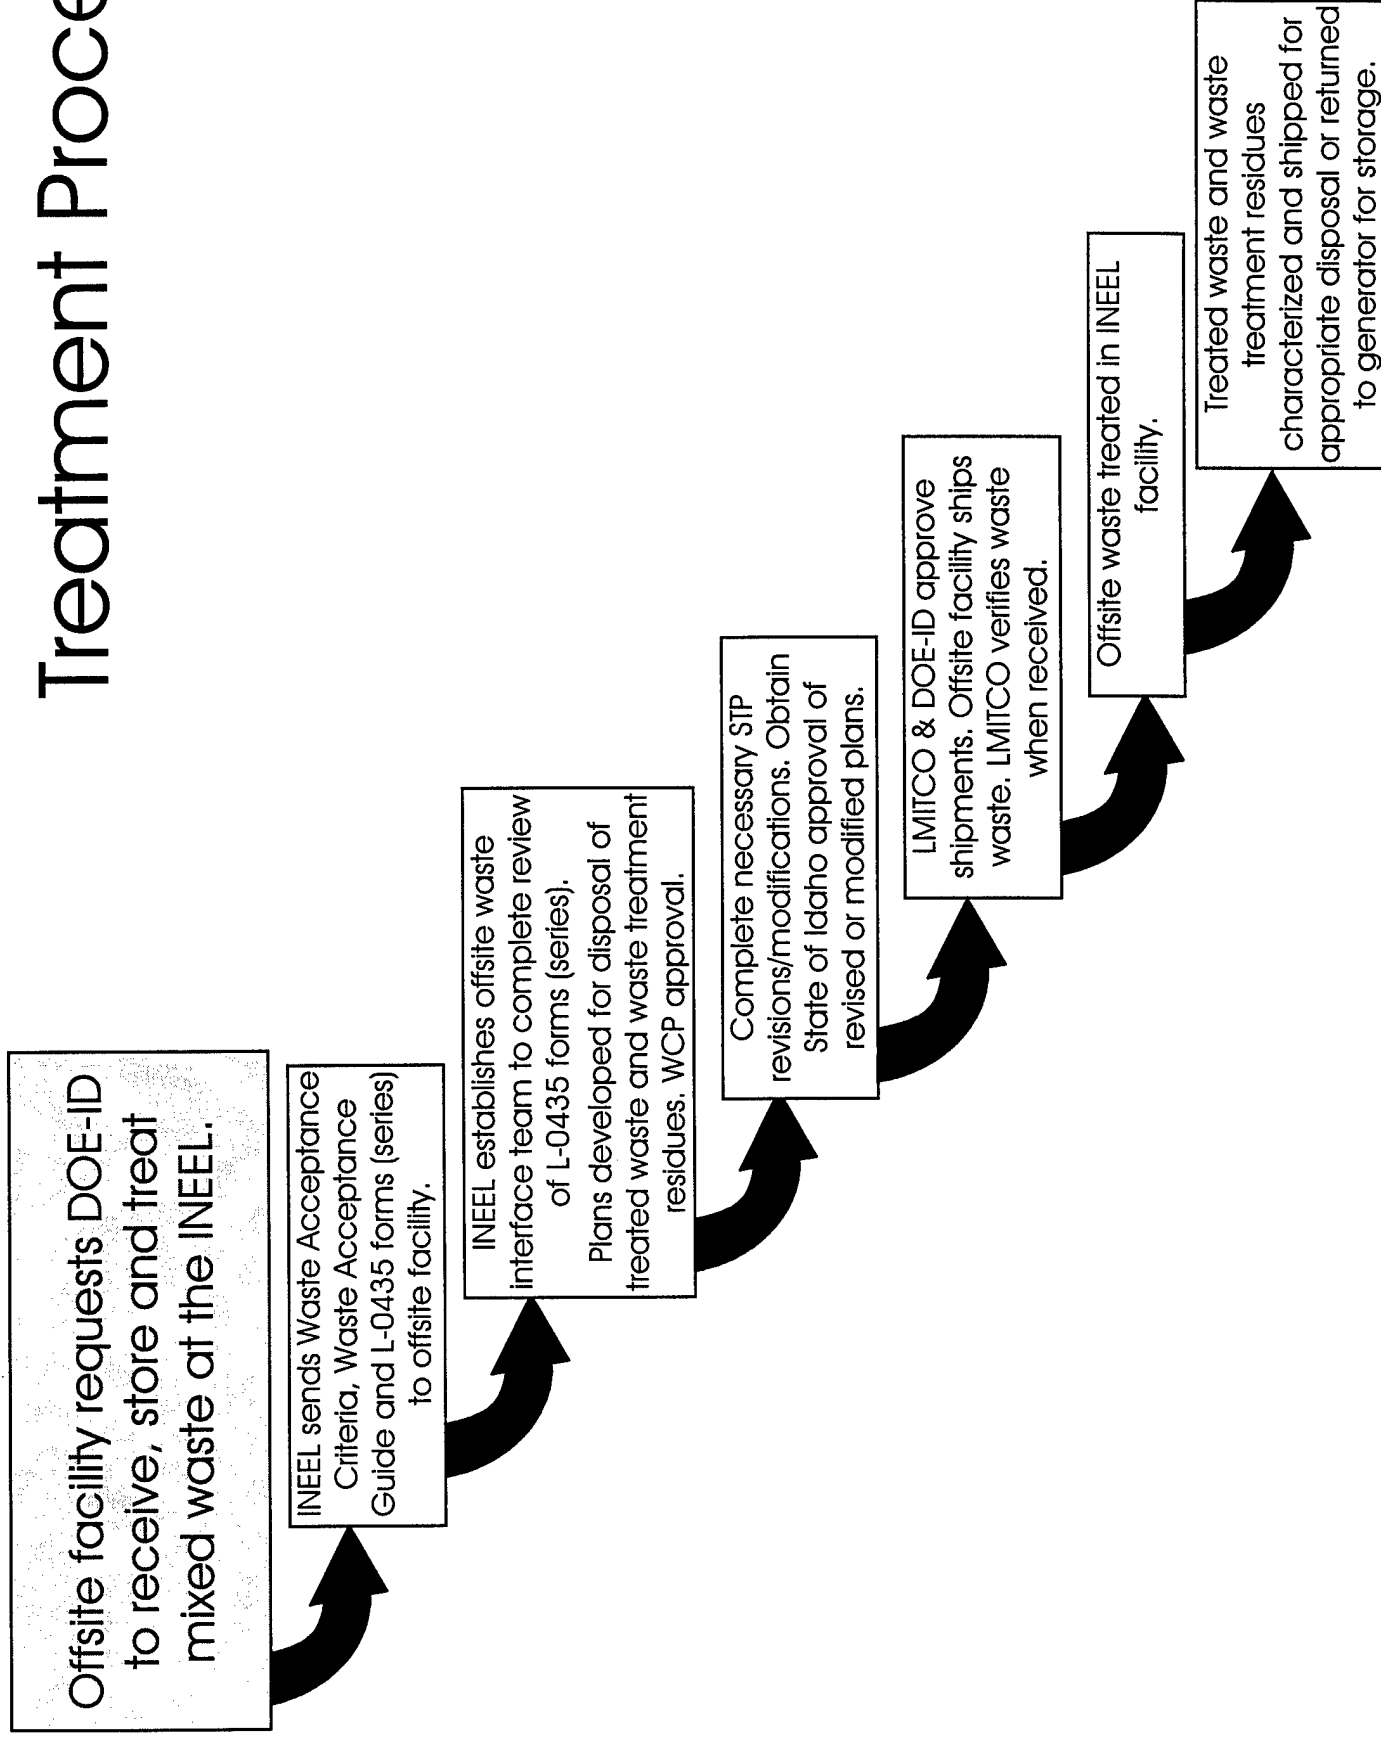 Treatment Proce
Offsite facility requests DOE-ID
to receive, store and treat
mixed waste at the INEEL.
INEEL sends Waste Acceptance
Criteria, Waste Acceptance
Guide and L-0435 forms (series)
to offsite facility.
INEEL establishes offsite waste
interface team to complete review
of L-0435 forms (series).
Plans developed for disposal of
treated waste and waste treatment
residues. WCP approval.
Complete necessary STP
revisions/modifications. Obtain
State of Idaho approval of
revised or modified plans.
LMITCO & DOE-ID approve
shipments. Offsite facility ships
waste. LMITCO verifies waste
when received.
Offsite waste treated in INEEL
facility.
Treated waste and waste
treatment residues
characterized and shipped for
appropriate disposal or returned
to generator for storage.